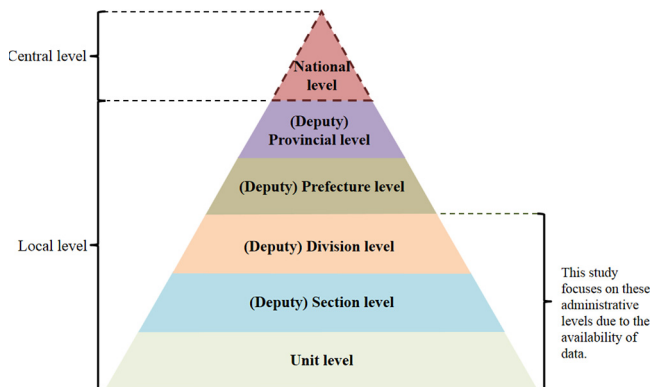 Central level
National
level
(Deputy)
Provincial level
(Deputy) Prefecture level
Local level
(Deputy) Division level
(Deputy) Section level
Unit level
This study
focuses on these
administrative
levels due to the
availability of
data.